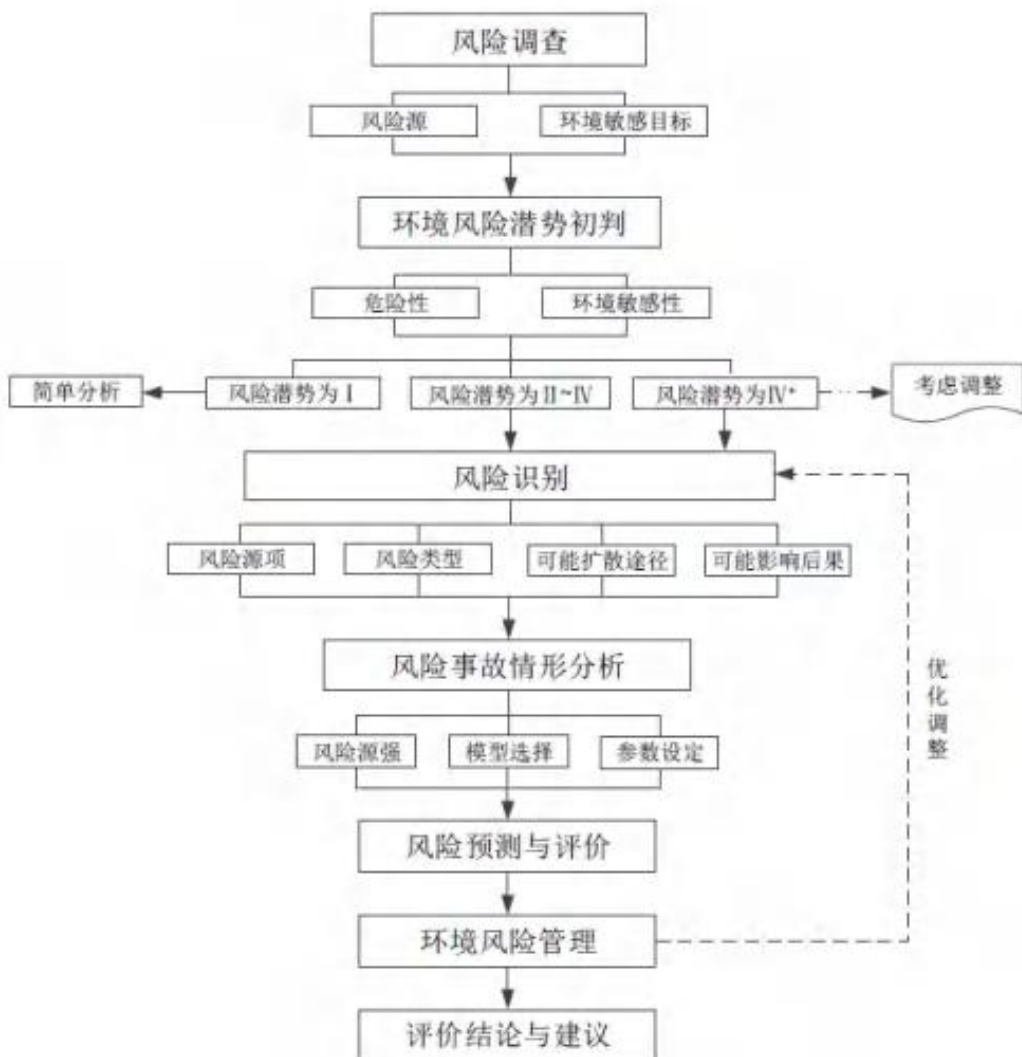 风险调查
风险源
环境敏感目标
环境风险潜势初判
危险性
环境敏感性
简单分析
风险潜势为Ⅰ
风险潜势为Ⅱ~Ⅳ
风险潜势为Ⅳ+
考虑调整
风险识别
风险源项
风险类型
可能扩散途径
可能影响后果
风险事故情形分析
优化调整
风险源强
模型选择
参数设定
风险预测与评价
环境风险管理
评价结论与建议